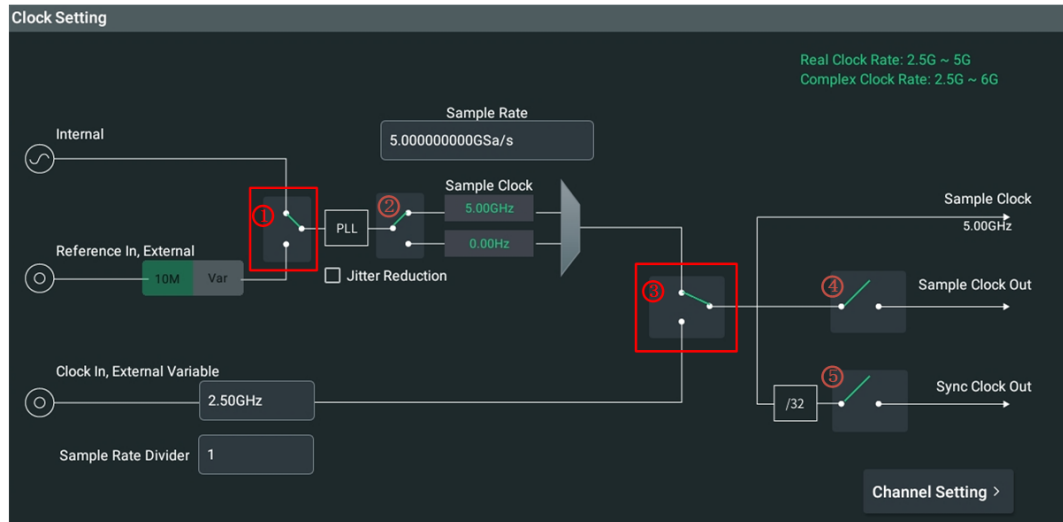 Clock Setting
Real Clock Rate: 2.5G ~ 5G
Complex Clock Rate: 2.5G ~ 6G
Sample Rate
5.000000000GSa/s
Internal
Sample Clock
5.00GHz
0.00Hz
①
②
PLL
Jitter Reduction
Reference In, External
10M
Var
Sample Clock
5.00GHz
③
④
Sample Clock Out
Clock In, External Variable
2.50GHz
⑤
Sync Clock Out
/32
Sample Rate Divider
1
Channel Setting >